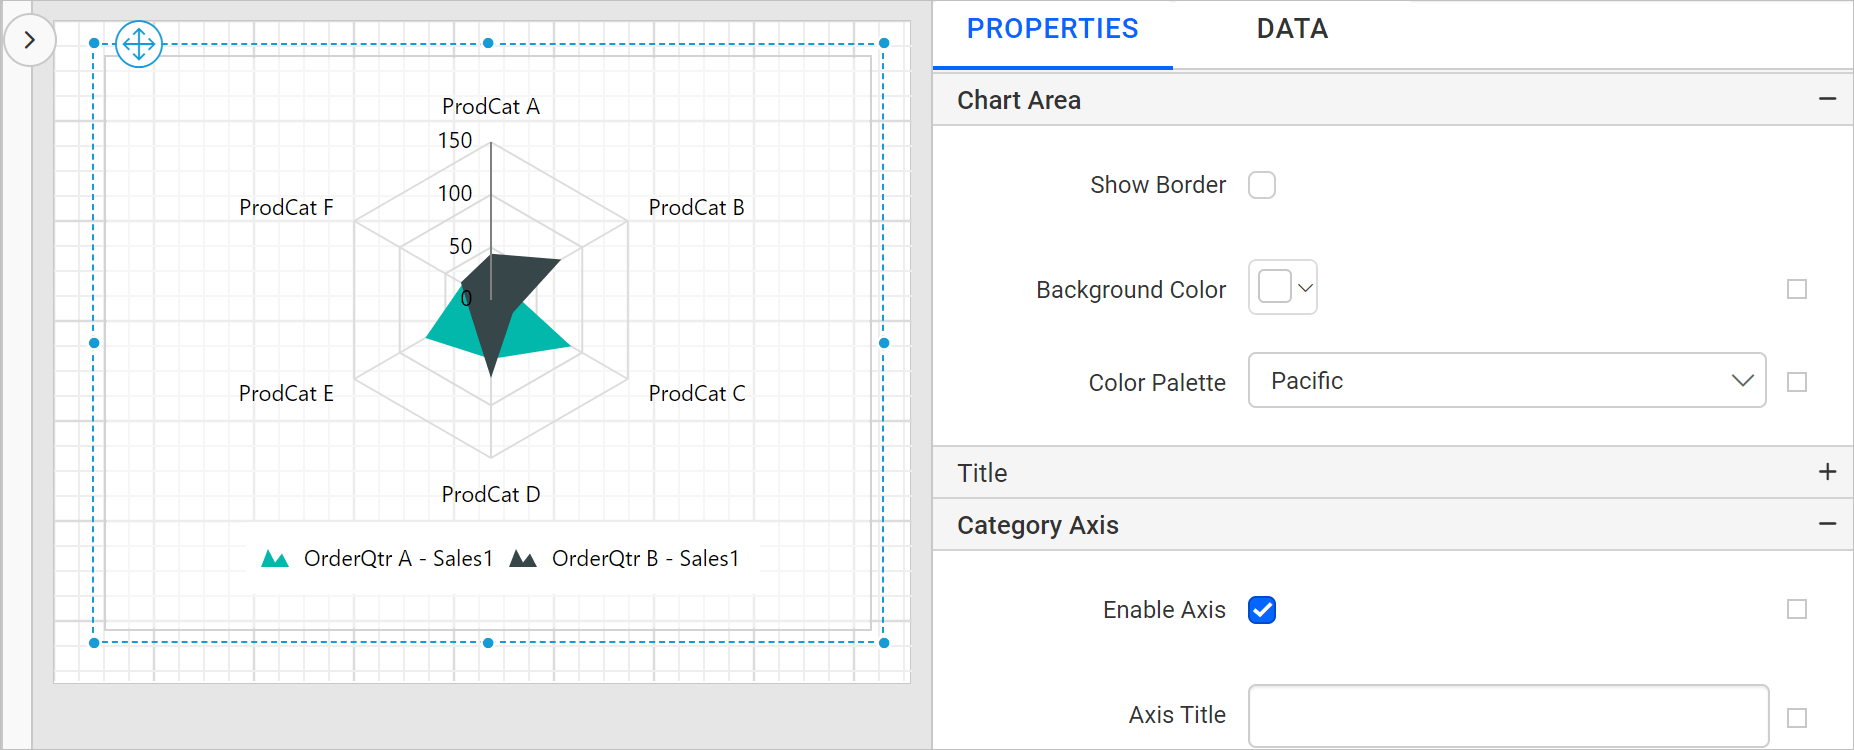 PROPERTIES DATA
Chart Area
Show Border
Background Color
Color Palette Pacific
Title
Category Axis
Enable Axis
Axis Title
ProdCat A
150
100
50
0
ProdCat F ProdCat B
ProdCat E ProdCat C
ProdCat D
OrderQtr A - Sales1 OrderQtr B - Sales1